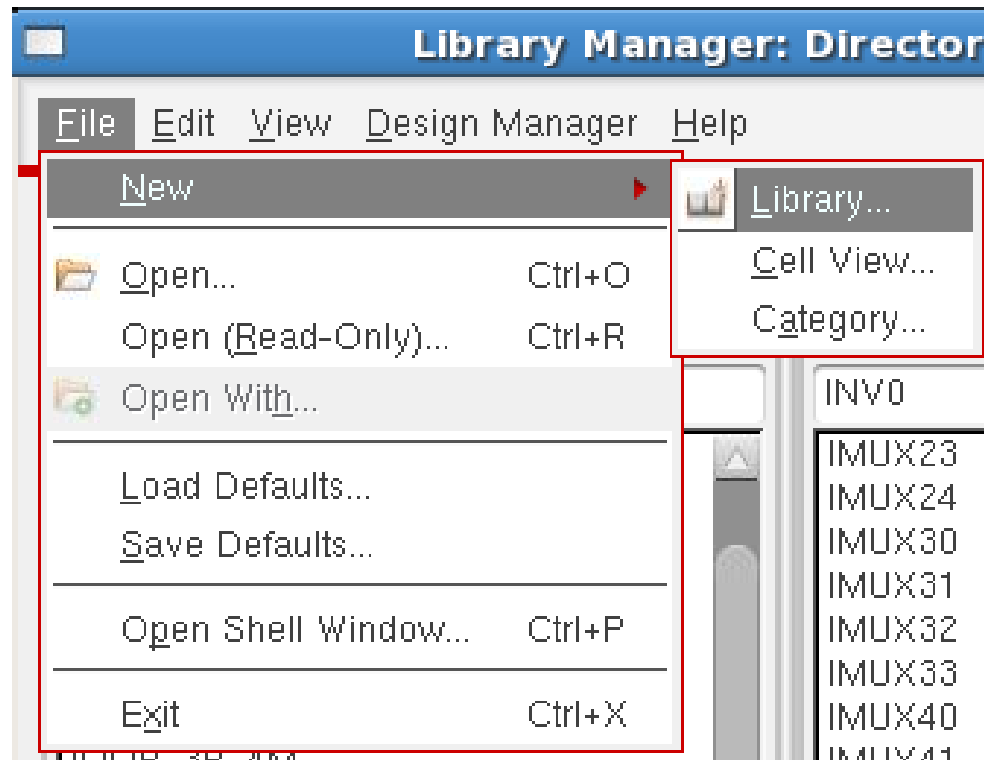 Library Manager: Director
File Edit View Design Manager Help
New
Library...
Cell View...
Category...
Open... Ctrl+O
Open (Read-Only)... Ctrl+R
Open With...
Load Defaults...
Save Defaults...
Open Shell Window... Ctrl+P
Exit Ctrl+X
INV0
IMUX23
IMUX24
IMUX30
IMUX31
IMUX32
IMUX33
IMUX40
IMUX41